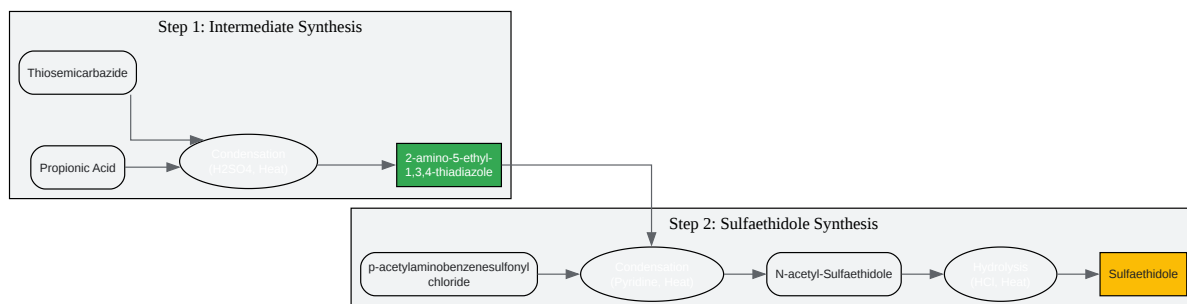 Step 1: Intermediate Synthesis
Thiosemicarbazide
Propionic Acid
Condensation
(H2SO4, Heat)
2-amino-5-ethyl-
1,3,4-thiadiazole
Step 2: Sulfaethidole Synthesis
p-acetylaminobenzenesulfonyl
chloride
Condensation
(Pyridine, Heat)
N-acetyl-Sulfaethidole
Hydrolysis
(HCl, Heat)
Sulfaethidole